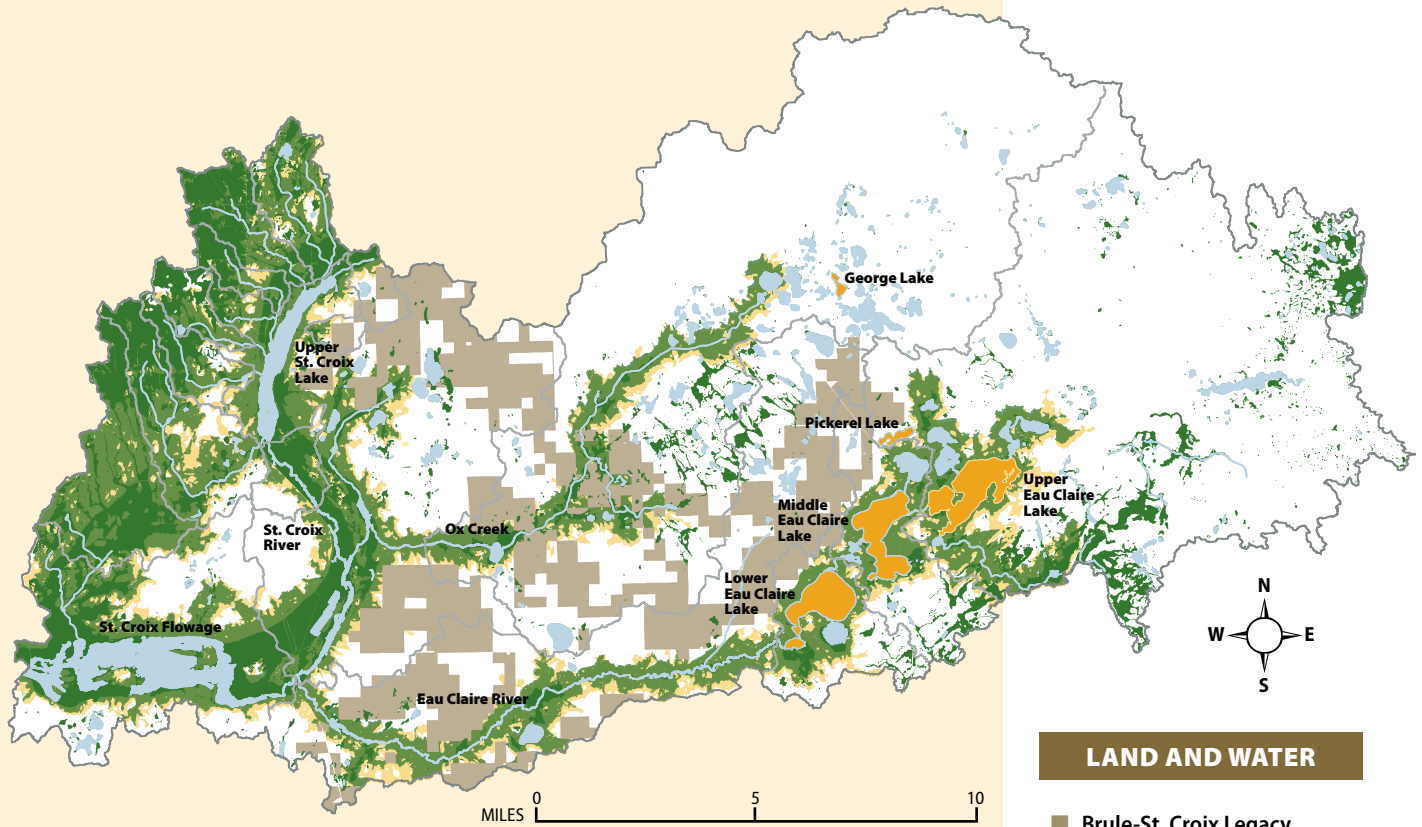 George Lake
Upper
St. Croix
Lake
Pickerel Lake
Upper
Eau Claire
Lake
Middle
Eau Claire
Lake
St. Croix
River
Ox Creek
Lower
Eau Claire
Lake
N
W E
S
St. Croix Flowage
Eau Claire River
LAND AND WATER
0 5 10
MILES
Brule-St. Croix Legacy